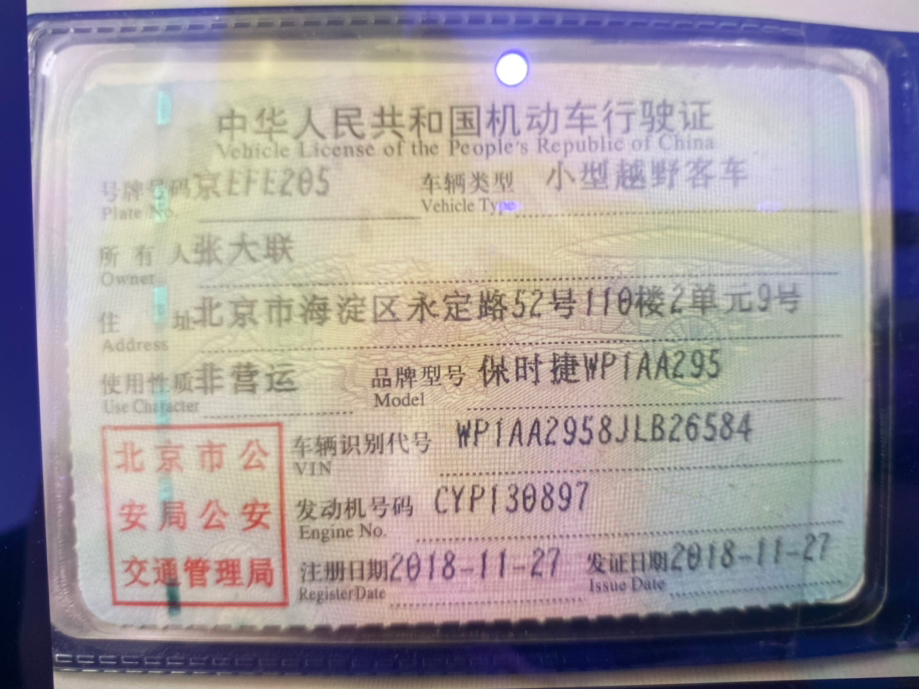 中华人民共和国机动车行驶证
Vehicle License of the People's Republic of China
号牌号码 京EFE205 车辆类型 小型越野客车
Plate No. Vehicle Type
所有人 张大联
Owner
住址 北京市海淀区永定路52号110楼2单元9号
Address
使用性质 非营运 品牌型号 保时捷WP1AA295
Use Character Model
车辆识别代号 WP1AA2958JLB26584
VIN
发动机号码 CYP130897
Engine No.
注册日期 2018-11-27 发证日期 2018-11-27
Register Date Issue Date
北京市公
安局公安
交通管理局